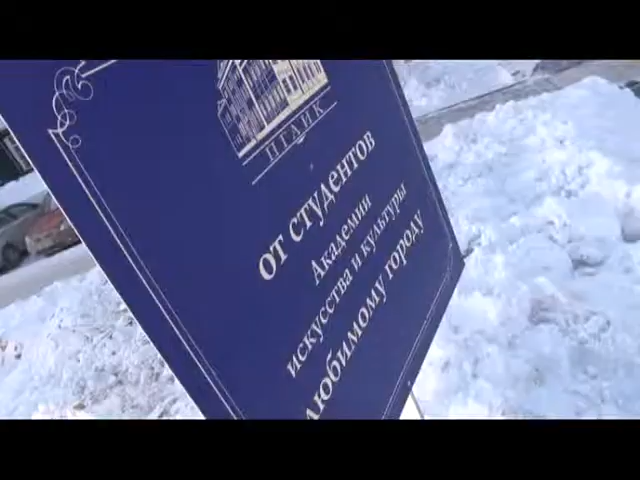 ПГАИК
от студентов
Академии
искусства и культуры
любимому городу